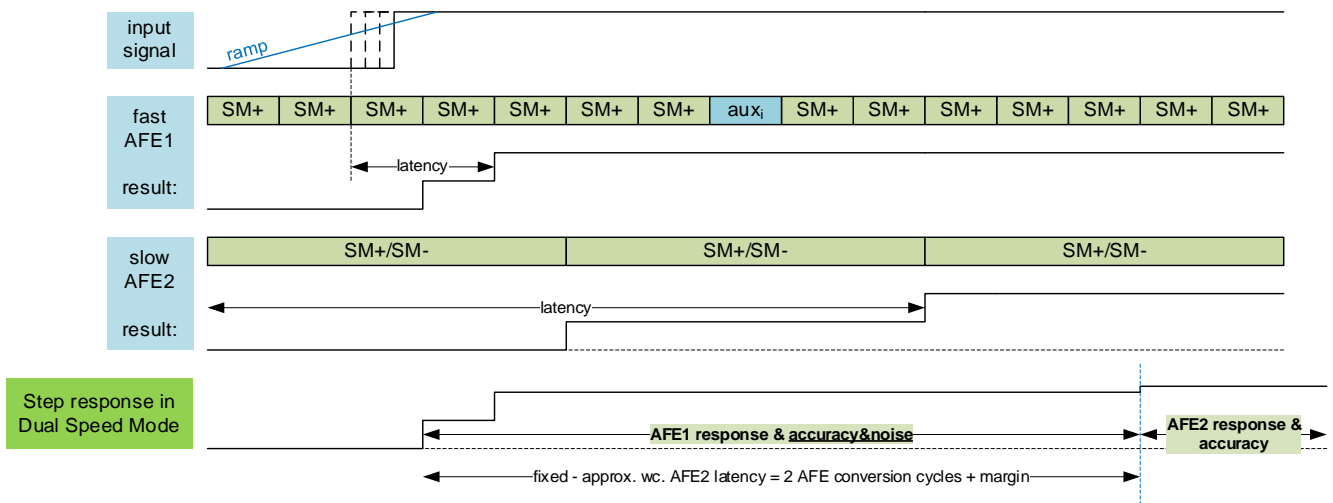 input
signal
ramp
fast
AFE1
result:
SM+ SM+ SM+ SM+ SM+ SM+ SM+ auxi SM+ SM+ SM+ SM+ SM+ SM+ SM+
latency
slow
AFE2
result:
SM+/SM- SM+/SM- SM+/SM-
latency
Step response in
Dual Speed Mode
AFE1 response & accuracy&noise
AFE2 response &
accuracy
fixed - approx. wc. AFE2 latency = 2 AFE conversion cycles + margin